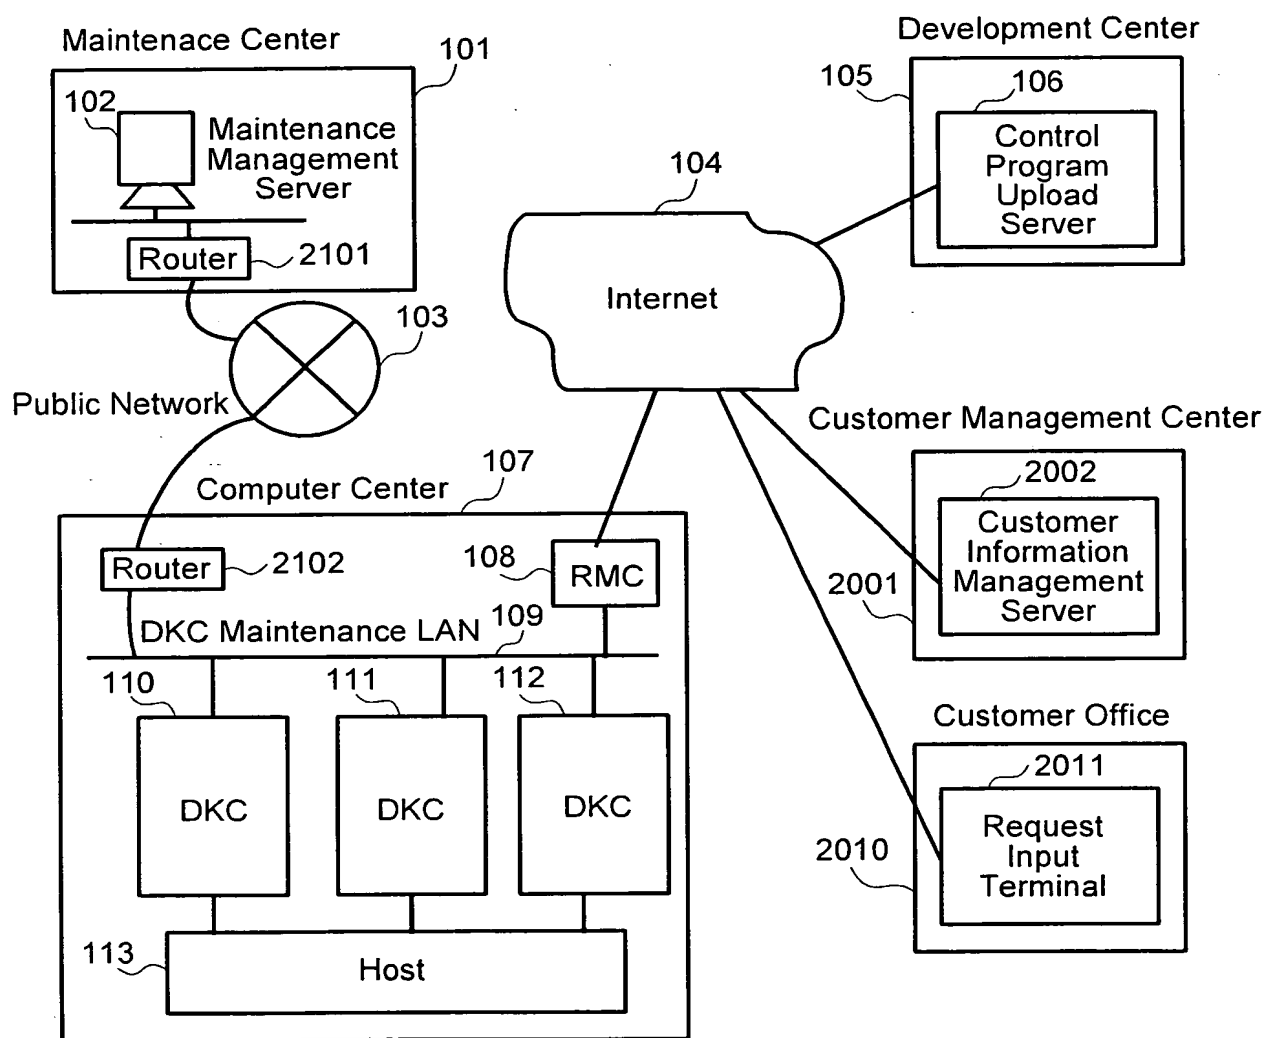 Maintenace Center
101
102
Maintenance
Management
Server
Router
2101
103
Public Network
104
Internet
Development Center
105
106
Control
Program
Upload
Server
Customer Management Center
2002
Customer
Information
Management
Server
2001
Customer Office
2011
Request
Input
Terminal
2010
107
Computer Center
Router
2102
108
RMC
DKC Maintenance LAN
109
110
111
112
DKC
DKC
DKC
113
Host